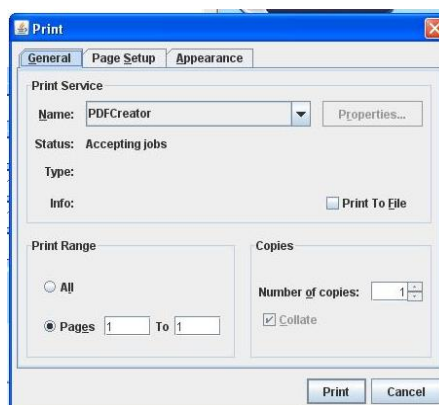 Print
General Page Setup Appearance
Print Service
Name: PDFCreator Properties...
Status: Accepting jobs
Type:
Info: Print To File
Print Range Copies
All
Number of copies: 1
Pages 1 To 1
Collate
Print Cancel